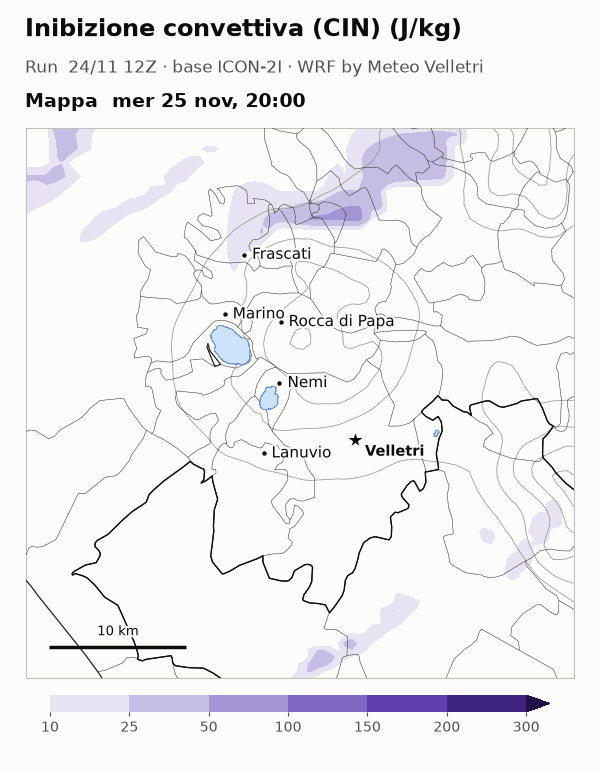 Inibizione convettiva (CIN) (J/kg)
Run  24/11 12Z · base ICON-2I · WRF by Meteo Velletri
Mappa  mer 25 nov, 20:00
Frascati
Marino
Rocca di Papa
Nemi
Velletri
Lanuvio
10 km
10 25 50 100 150 200 300